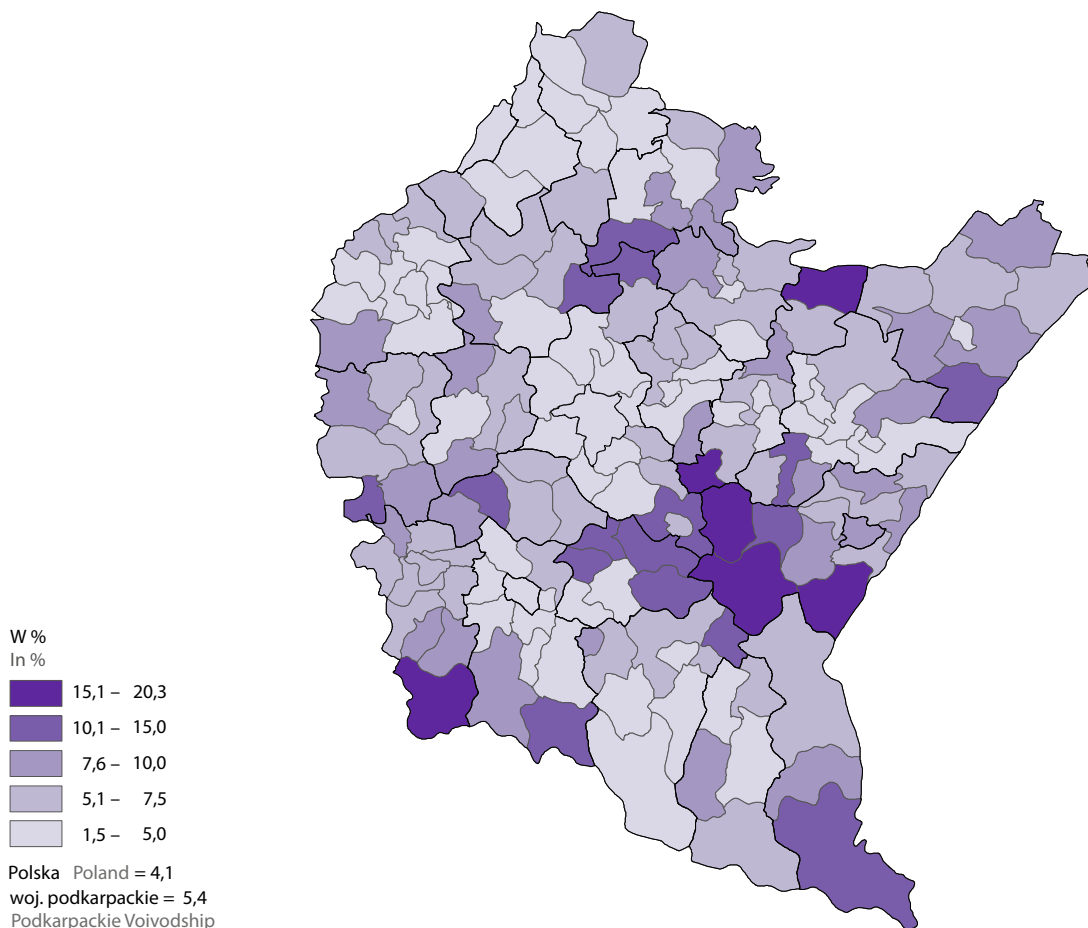 W %
In %
15,1 – 20,3
10,1 – 15,0
7,6 – 10,0
5,1 – 7,5
1,5 – 5,0
Polska Poland = 4,1
woj. podkarpackie = 5,4
Podkarpackie Voivodship